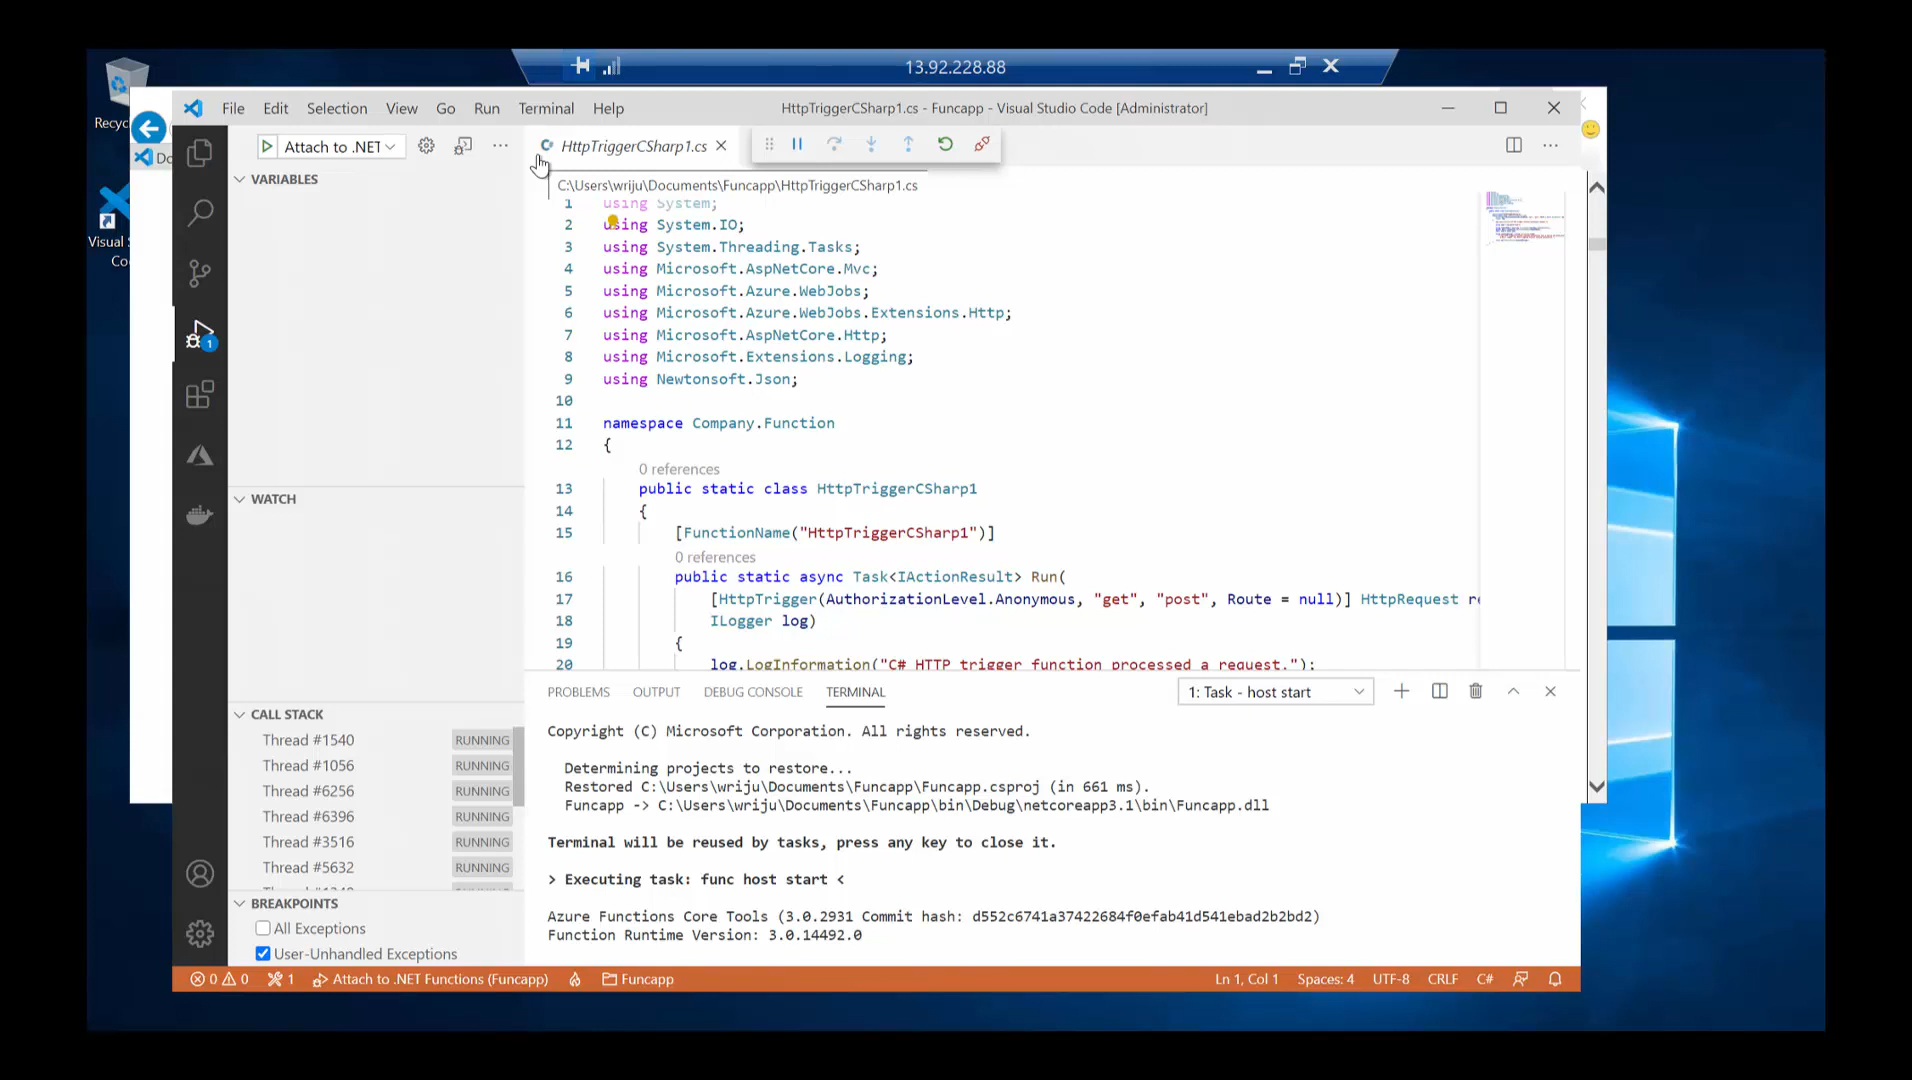 13.92.228.88
Recyc
Do
Visual S
Co
File Edit Selection View Go Run Terminal Help
HttpTriggerCSharp1.cs - Funcapp - Visual Studio Code [Administrator]
Attach to .NET
HttpTriggerCSharp1.cs
C:\Users\wriju\Documents\Funcapp\HttpTriggerCSharp1.cs
VARIABLES
WATCH
CALL STACK
Thread #1540 RUNNING
Thread #1056 RUNNING
Thread #6256 RUNNING
Thread #6396 RUNNING
Thread #3516 RUNNING
Thread #5632 RUNNING
BREAKPOINTS
All Exceptions
User-Unhandled Exceptions
1 using System;
2 using System.IO;
3 using System.Threading.Tasks;
4 using Microsoft.AspNetCore.Mvc;
5 using Microsoft.Azure.WebJobs;
6 using Microsoft.Azure.WebJobs.Extensions.Http;
7 using Microsoft.AspNetCore.Http;
8 using Microsoft.Extensions.Logging;
9 using Newtonsoft.Json;
10
11 namespace Company.Function
12 {
0 references
13 public static class HttpTriggerCSharp1
14 {
15 [FunctionName("HttpTriggerCSharp1")]
0 references
16 public static async Task<IActionResult> Run(
17 [HttpTrigger(AuthorizationLevel.Anonymous, "get", "post", Route = null)] HttpRequest re
18 ILogger log)
19 {
20 log.LogInformation("C# HTTP trigger function processed a request.");
PROBLEMS OUTPUT DEBUG CONSOLE TERMINAL
1: Task - host start
Copyright (C) Microsoft Corporation. All rights reserved.
Determining projects to restore...
Restored C:\Users\wriju\Documents\Funcapp\Funcapp.csproj (in 661 ms).
Funcapp -> C:\Users\wriju\Documents\Funcapp\bin\Debug\netcoreapp3.1\bin\Funcapp.dll
Terminal will be reused by tasks, press any key to close it.
> Executing task: func host start <
Azure Functions Core Tools (3.0.2931 Commit hash: d552c6741a37422684f0efab41d541ebad2b2bd2)
Function Runtime Version: 3.0.14492.0
0 0 1 Attach to .NET Functions (Funcapp) Funcapp
Ln 1, Col 1 Spaces: 4 UTF-8 CRLF C#
1